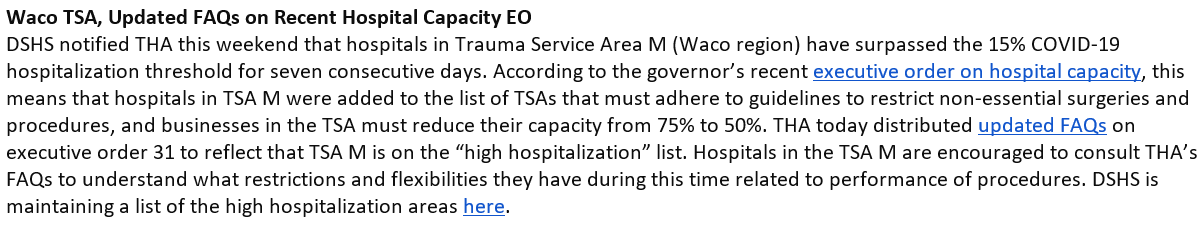 Waco TSA, Updated FAQs on Recent Hospital Capacity EO
DSHS notified THA this weekend that hospitals in Trauma Service Area M (Waco region) have surpassed the 15% COVID-19
hospitalization threshold for seven consecutive days. According to the governor’s recent executive order on hospital capacity, this
means that hospitals in TSA M were added to the list of TSAs that must adhere to guidelines to restrict non-essential surgeries and
procedures, and businesses in the TSA must reduce their capacity from 75% to 50%. THA today distributed updated FAQs on
executive order 31 to reflect that TSA M is on the “high hospitalization” list. Hospitals in the TSA M are encouraged to consult THA’s
FAQs to understand what restrictions and flexibilities they have during this time related to performance of procedures. DSHS is
maintaining a list of the high hospitalization areas here.